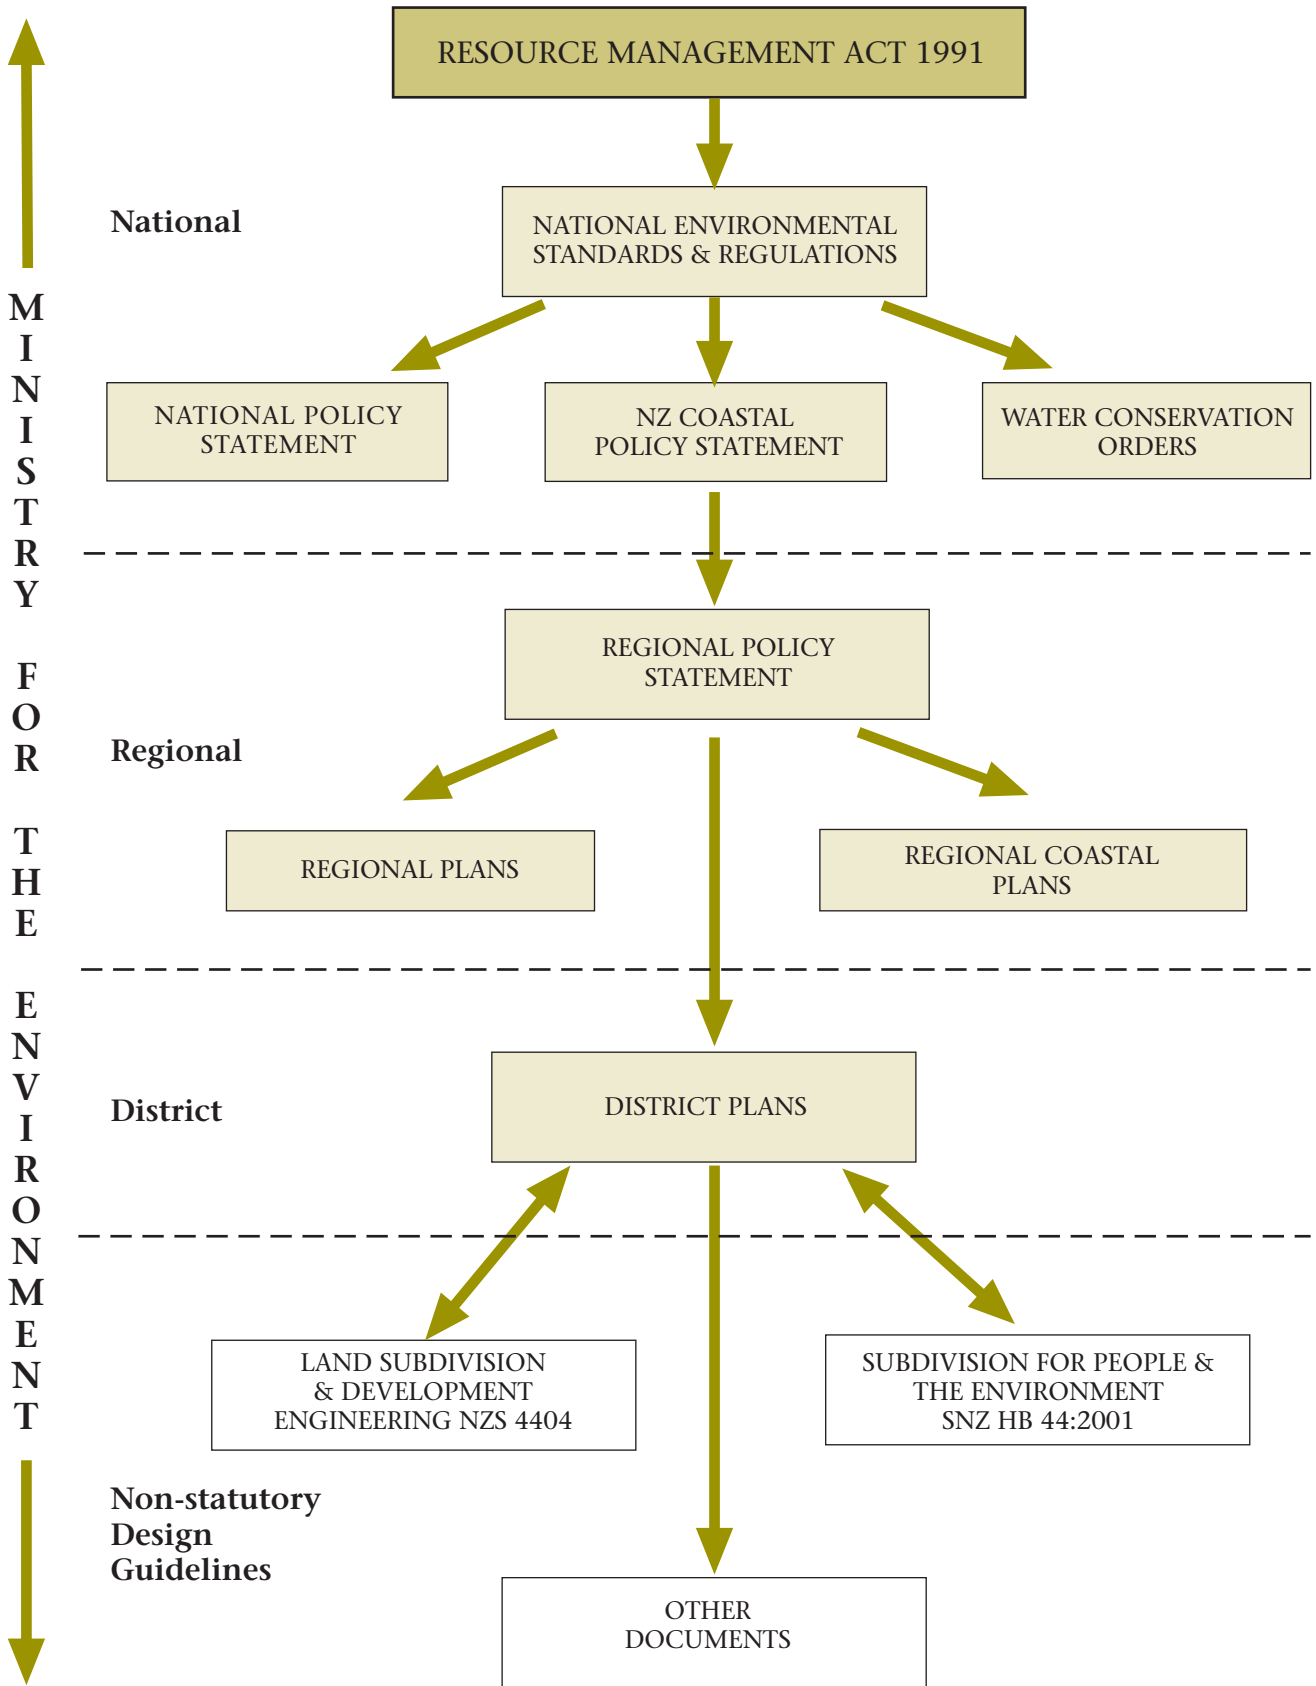 RESOURCE MANAGEMENT ACT 1991
National
NATIONAL ENVIRONMENTAL
STANDARDS & REGULATIONS
NATIONAL POLICY
STATEMENT
NZ COASTAL
POLICY STATEMENT
WATER CONSERVATION
ORDERS
REGIONAL POLICY
STATEMENT
Regional
REGIONAL PLANS
REGIONAL COASTAL
PLANS
District
DISTRICT PLANS
LAND SUBDIVISION
& DEVELOPMENT
ENGINEERING NZS 4404
SUBDIVISION FOR PEOPLE &
THE ENVIRONMENT
SNZ HB 44:2001
Non-statutory
Design
Guidelines
OTHER
DOCUMENTS
MINISTRY FOR THE ENVIRONMENT